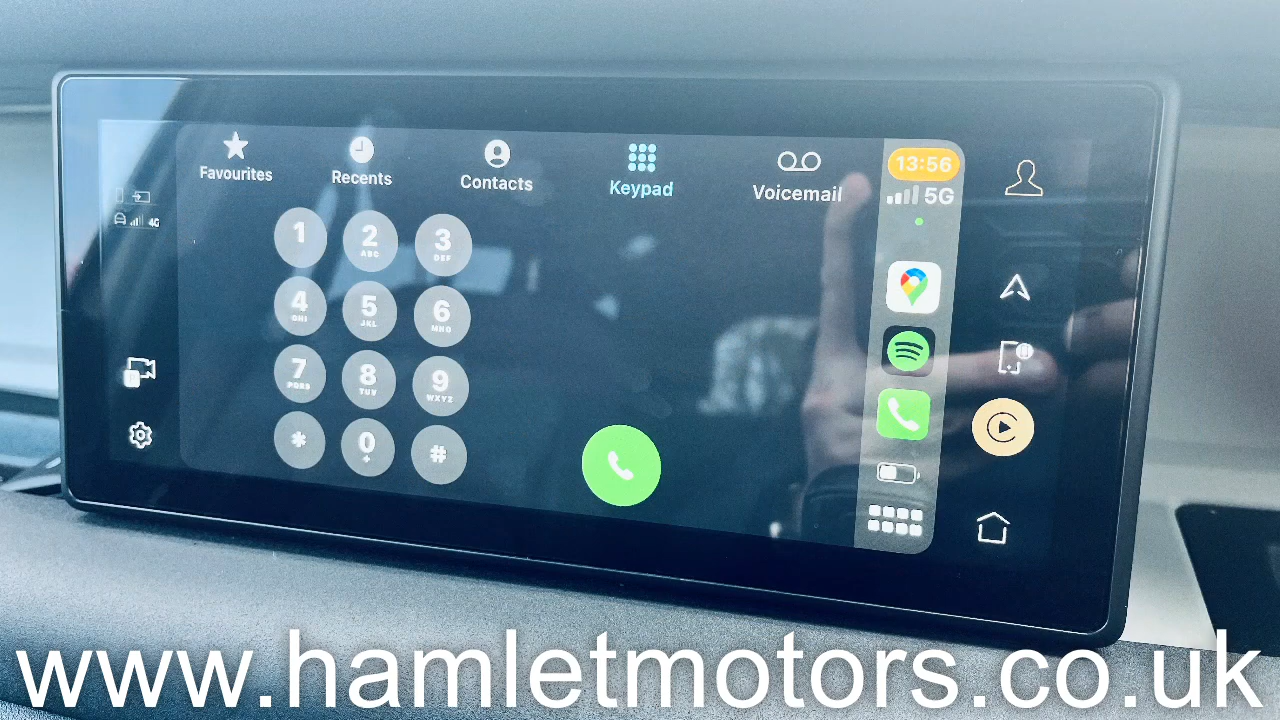 Favourites
Recents
Contacts
Keypad
Voicemail
13:56
5G
4G
1
2
ABC
3
DEF
4
GHI
5
JKL
6
MNO
7
PQRS
8
TUV
9
WXYZ
*
0
+
#
www.hamletmotors.co.uk